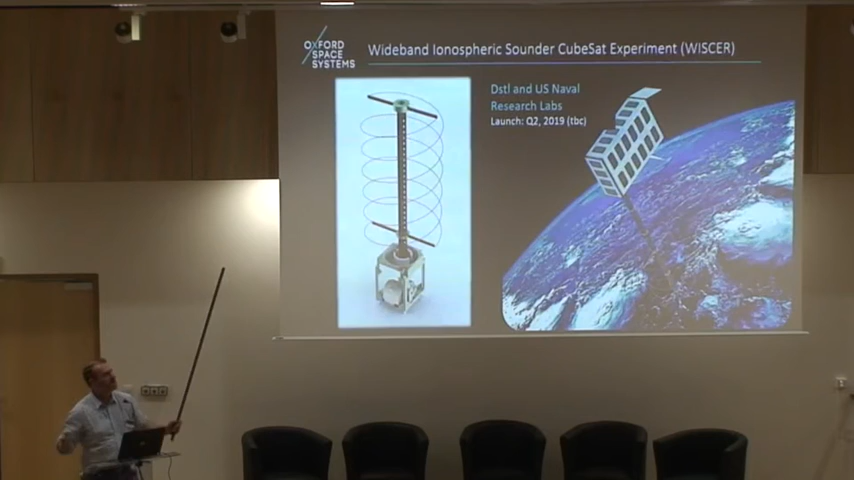 OXFORD
SPACE
SYSTEMS
Wideband Ionospheric Sounder CubeSat Experiment (WISCER)
Dstl and US Naval
Research Labs
Launch: Q2, 2019 (tbc)